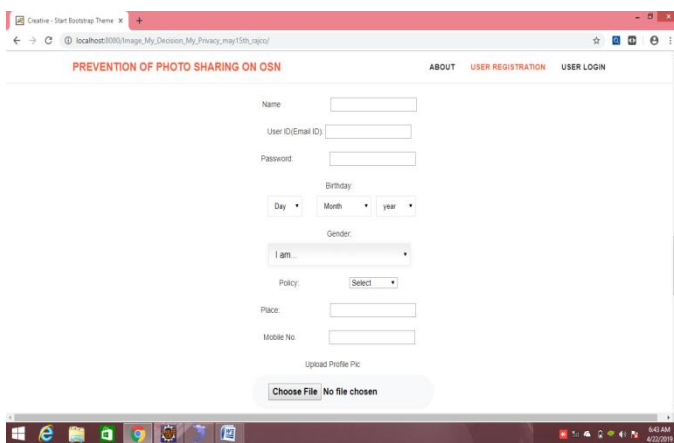 Creative - Start Bootstrap Theme
localhost:8080/Image_My_Decision_My_Privacy_may15th_rajco/
PREVENTION OF PHOTO SHARING ON OSN ABOUT USER REGISTRATION USER LOGIN
Name
User ID(Email ID):
Password:
Birthday:
Day Month year
Gender:
I am...
Policy: Select
Place:
Mobile No.
Upload Profile Pic
Choose File No file chosen
6:43 AM
4/22/2019